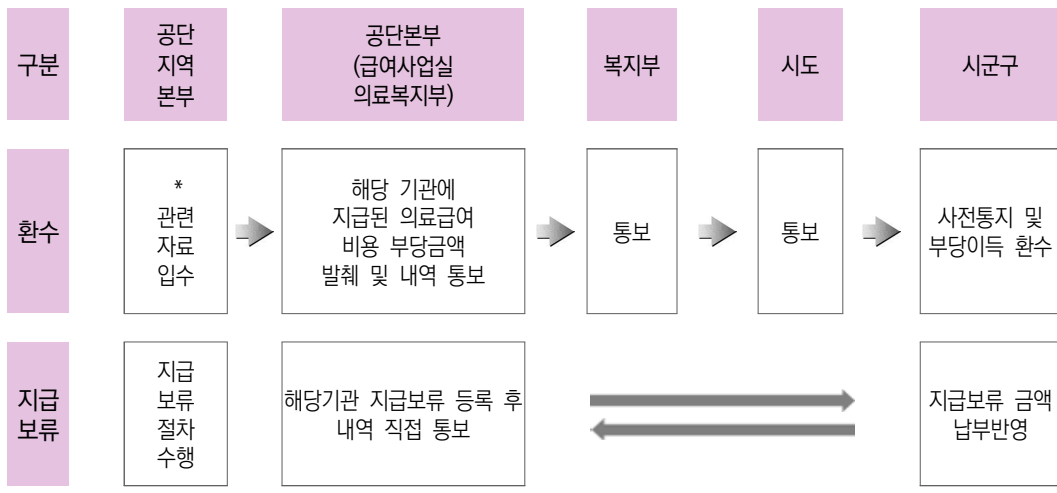 구분
공단
지역
본부
공단본부
(급여사업실
의료복지부)
복지부
시도
시군구
환수
*
관련
자료
입수
해당 기관에
지급된 의료급여
비용 부당금액
발췌 및 내역 통보
통보
통보
사전통지 및
부당이득 환수
지급
보류
지급
보류
절차
수행
해당기관 지급보류 등록 후
내역 직접 통보
지급보류 금액
납부반영